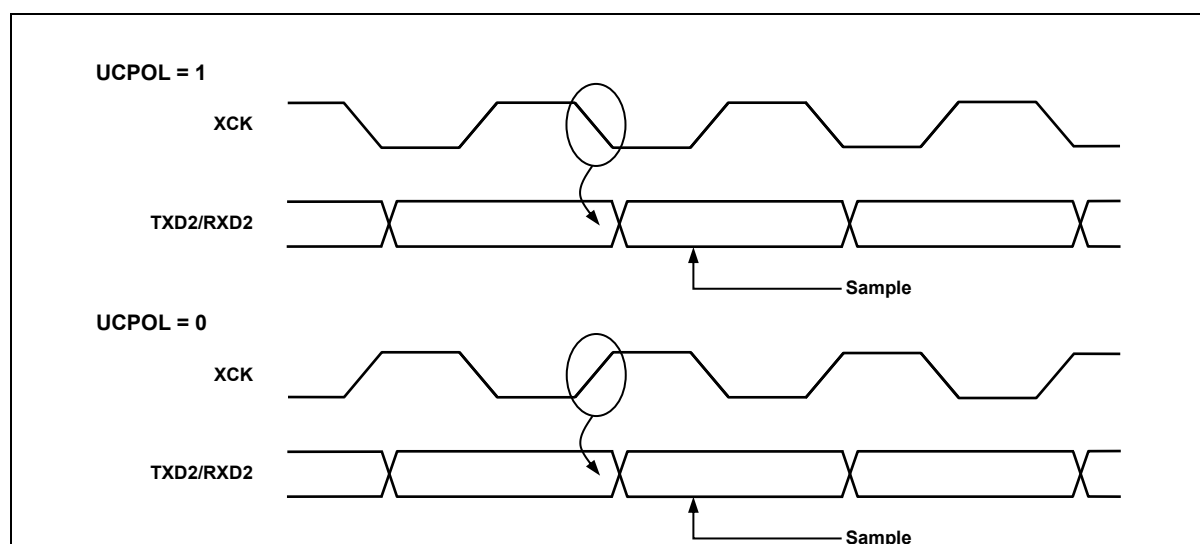 UCPOL = 1
XCK
TXD2/RXD2
Sample
UCPOL = 0
XCK
TXD2/RXD2
Sample